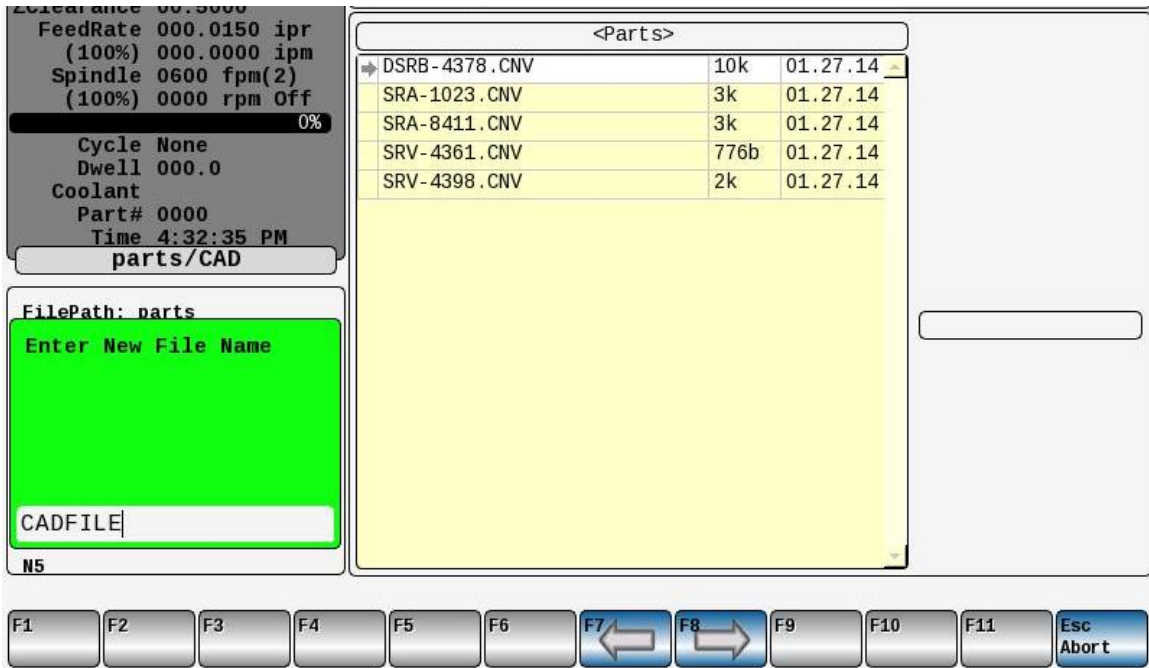 ZClearance 00.5000
FeedRate 000.0150 ipr
(100%) 000.0000 ipm
Spindle 0600 fpm(2)
(100%) 0000 rpm Off
0%
Cycle None
Dwell 000.0
Coolant
Part# 0000
Time 4:32:35 PM
parts/CAD
FilePath: parts
Enter New File Name
CADFILE
N5
<Parts>
DSRB-4378.CNV 10k 01.27.14
SRA-1023.CNV 3k 01.27.14
SRA-8411.CNV 3k 01.27.14
SRV-4361.CNV 776b 01.27.14
SRV-4398.CNV 2k 01.27.14
F1 F2 F3 F4 F5 F6 F7 F8 F9 F10 F11 Esc
Abort